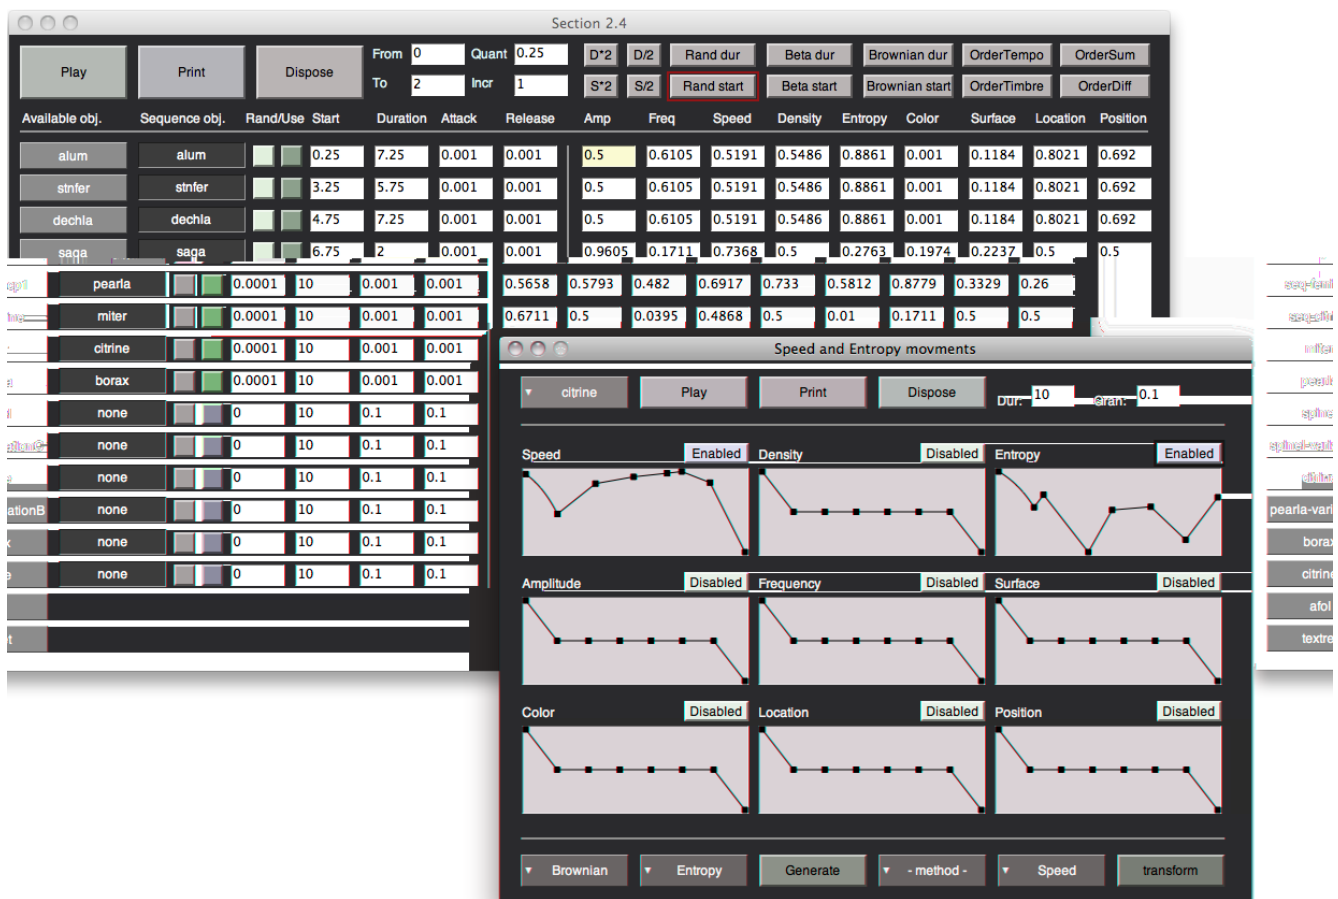 Section 2.4
Play Print Dispose From 0 Quant 0.25 D*2 D/2 Rand dur Beta dur Brownian dur OrderTempo OrderSum
To 2 Incr 1 S*2 S/2 Rand start Beta start Brownian start OrderTimbre OrderDiff
Available obj. Sequence obj. Rand/Use Start Duration Attack Release Amp Freq Speed Density Entropy Color Surface Location Position
alum alum 0.25 7.25 0.001 0.001 0.5 0.6105 0.5191 0.5486 0.8861 0.001 0.1184 0.8021 0.692
stnfer stnfer 3.25 5.75 0.001 0.001 0.5 0.6105 0.5191 0.5486 0.8861 0.001 0.1184 0.8021 0.692
dechla dechla 4.75 7.25 0.001 0.001 0.5 0.6105 0.5191 0.5486 0.8861 0.001 0.1184 0.8021 0.692
saga saga 6.75 2 0.001 0.001 0.9605 0.1711 0.7368 0.5 0.2763 0.1974 0.2237 0.5 0.5
pearla 0.0001 10 0.001 0.001 0.5658 0.5793 0.482 0.6917 0.733 0.5812 0.8779 0.3329 0.26
miter 0.0001 10 0.001 0.001 0.6711 0.5 0.0395 0.4868 0.5 0.01 0.1711 0.5 0.5
citrine 0.0001 10 0.001 0.001
borax 0.0001 10 0.001 0.001
none 0 10 0.1 0.1
none 0 10 0.1 0.1
none 0 10 0.1 0.1
ationB none 0 10 0.1 0.1
none 0 10 0.1 0.1
none 0 10 0.1 0.1
Speed and Entropy movments
citrine Play Print Dispose Dur: 10 Gran: 0.1
Speed Enabled Density Disabled Entropy Enabled
Amplitude Disabled Frequency Disabled Surface Disabled
Color Disabled Location Disabled Position Disabled
Brownian Entropy Generate - method - Speed transform
pearla-vari
borax
citrine
afol
textre